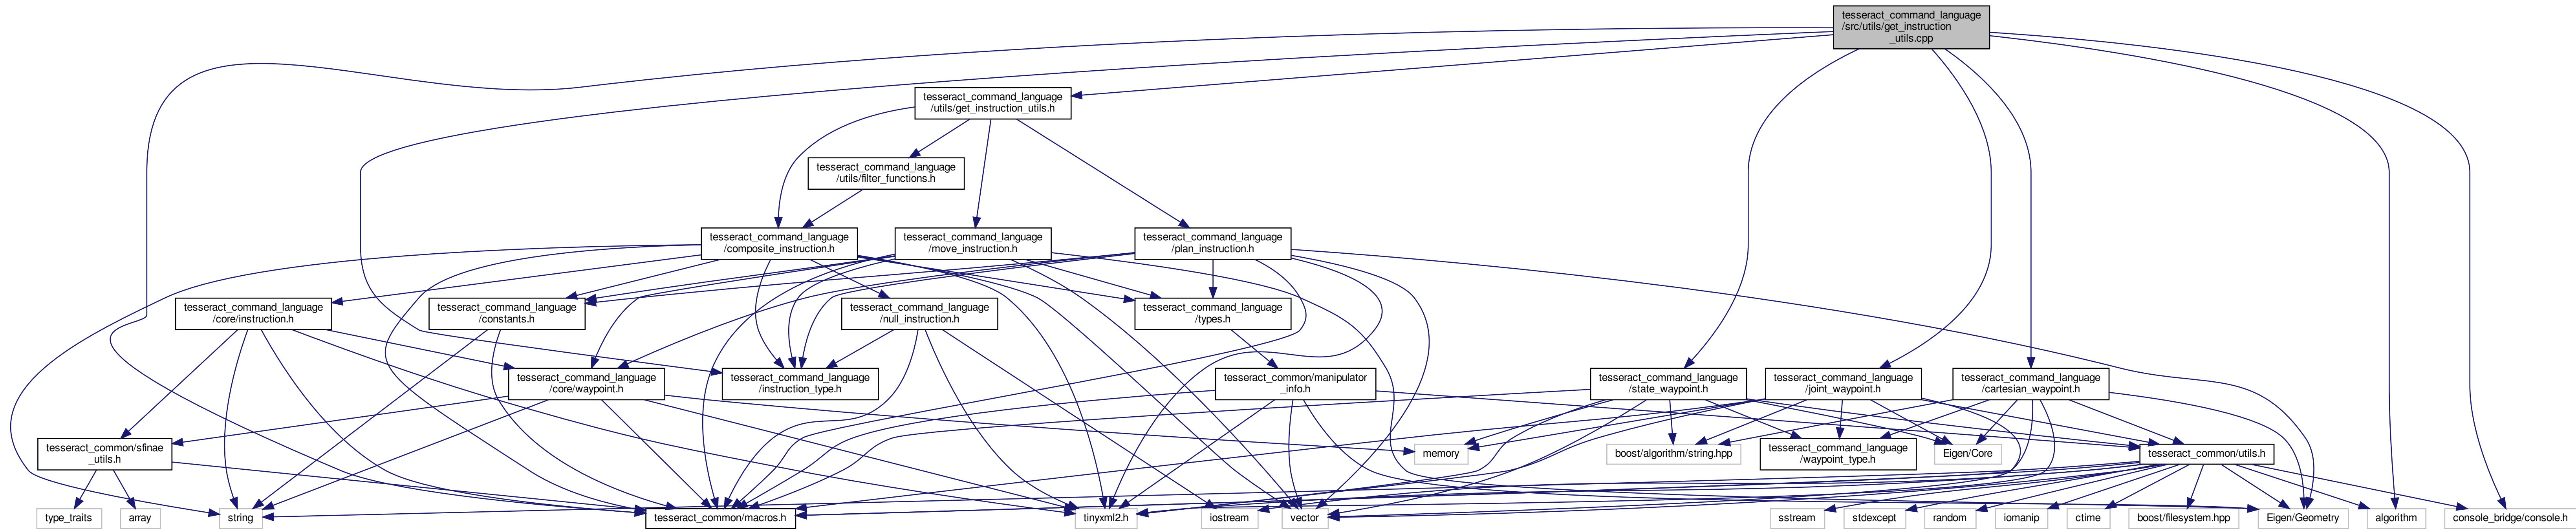 tesseract_command_language
/src/utils/get_instruction
_utils.cpp
tesseract_command_language
/utils/get_instruction_utils.h
tesseract_command_language
/utils/filter_functions.h
tesseract_command_language
/composite_instruction.h
tesseract_command_language
/move_instruction.h
tesseract_command_language
/plan_instruction.h
tesseract_command_language
/core/instruction.h
tesseract_command_language
/constants.h
tesseract_command_language
/null_instruction.h
tesseract_command_language
/types.h
tesseract_command_language
/core/waypoint.h
tesseract_command_language
/instruction_type.h
tesseract_common/manipulator
_info.h
tesseract_command_language
/state_waypoint.h
tesseract_command_language
/joint_waypoint.h
tesseract_command_language
/cartesian_waypoint.h
tesseract_common/sfinae
_utils.h
memory
boost/algorithm/string.hpp
tesseract_command_language
/waypoint_type.h
Eigen/Core
tesseract_common/utils.h
type_traits
array
string
tesseract_common/macros.h
tinyxml2.h
iostream
vector
sstream
stdexcept
random
iomanip
ctime
boost/filesystem.hpp
Eigen/Geometry
algorithm
console_bridge/console.h